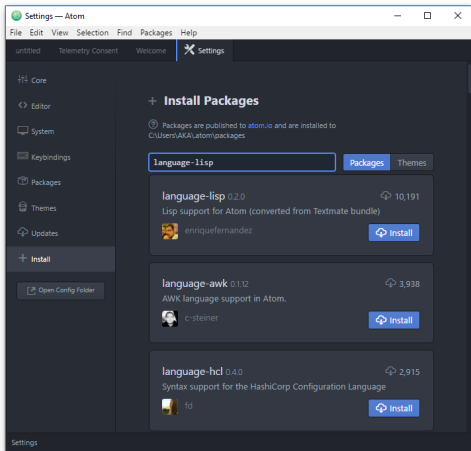 Settings — Atom
File Edit View Selection Find Packages Help
untitled Telemetry Consent Welcome Settings
Core
Editor
System
Keybindings
Packages
Themes
Updates
Install
Open Config Folder
Install Packages
Packages are published to atom.io and are installed to
C:\Users\AKA\.atom\packages
language-lisp
Packages Themes
language-lisp 0.2.0 10,191
Lisp support for Atom (converted from Textmate bundle)
enriquefernandez Install
language-awk 0.1.12 3,938
AWK language support in Atom.
c-steiner Install
language-hcl 0.4.0 2,915
Syntax support for the HashiCorp Configuration Language
fd Install
Settings